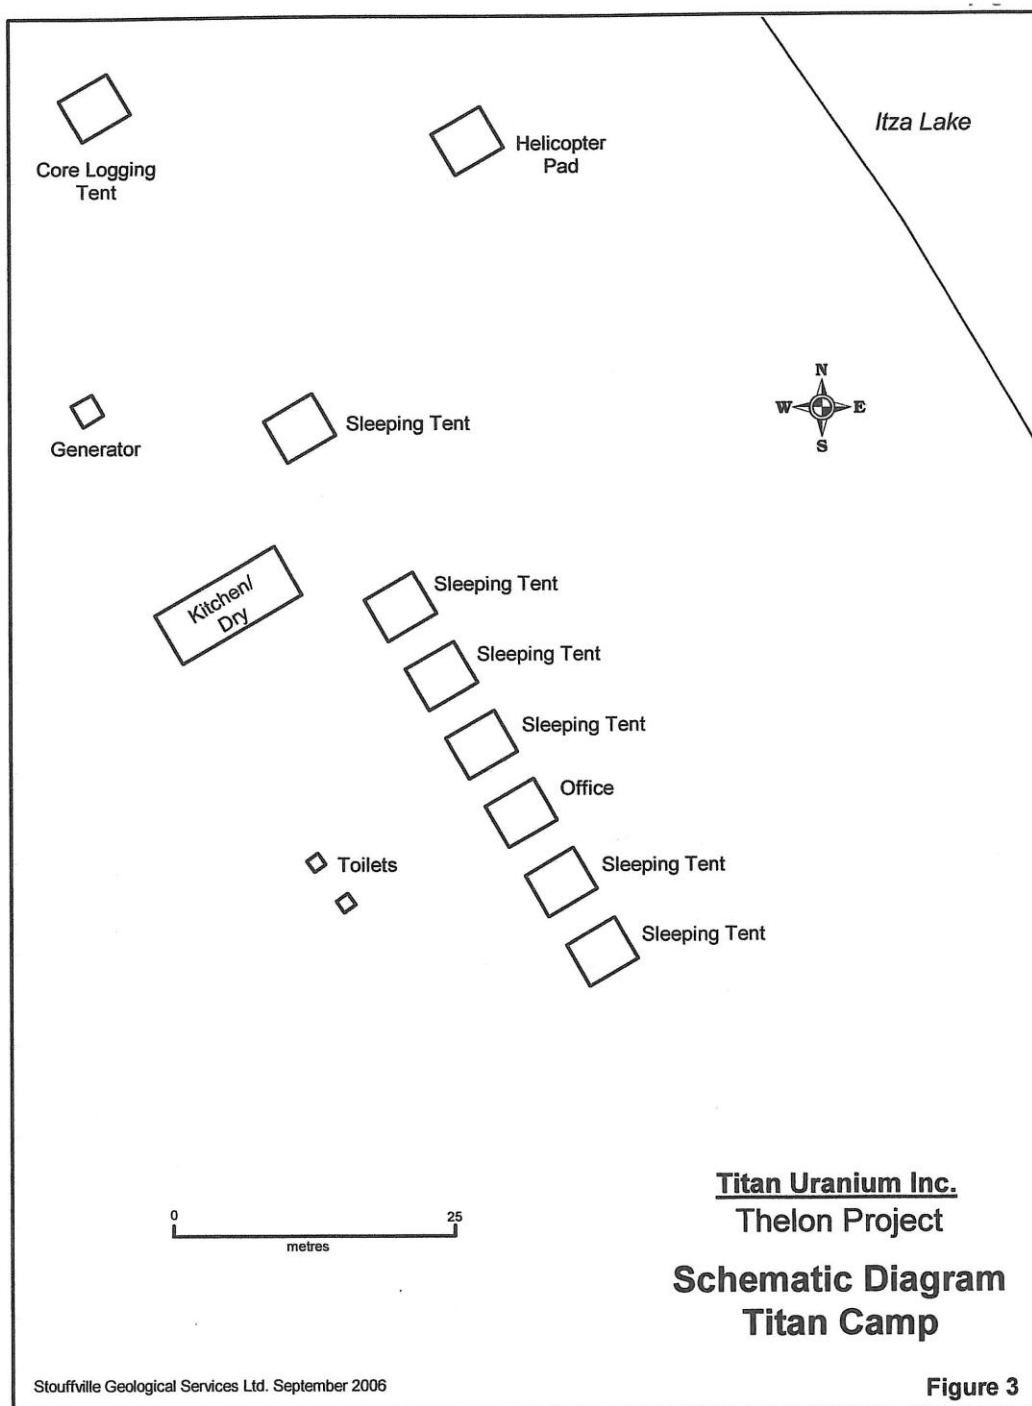 Itza Lake
Helicopter
Pad
Core Logging
Tent
N
W E
S
Sleeping Tent
Generator
Kitchen/
Dry
Sleeping Tent
Sleeping Tent
Sleeping Tent
Office
Toilets
Sleeping Tent
Sleeping Tent
0 25
metres
Titan Uranium Inc.
Thelon Project
Schematic Diagram
Titan Camp
Stouffville Geological Services Ltd. September 2006
Figure 3